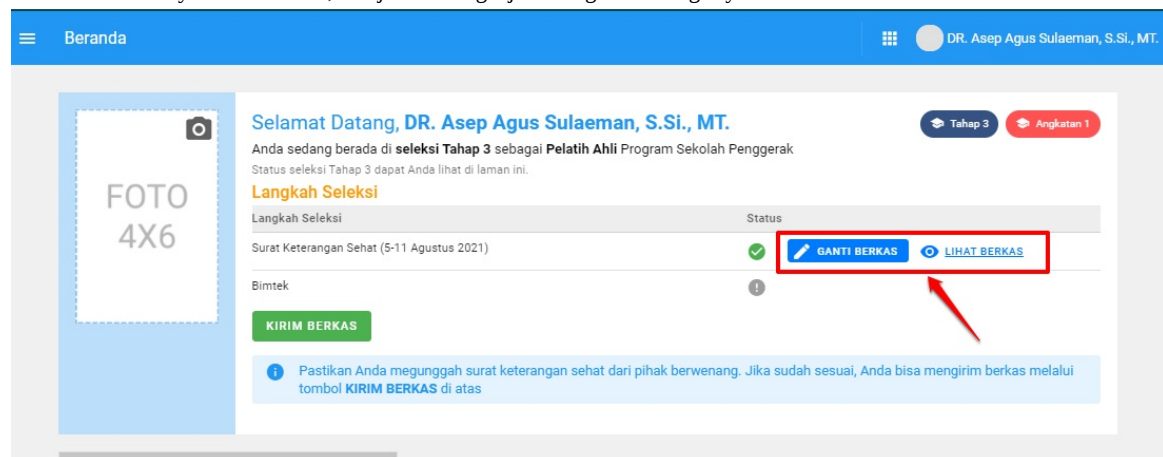 Beranda
DR. Asep Agus Sulaeman, S.Si., MT.
FOTO
4X6
Selamat Datang, DR. Asep Agus Sulaeman, S.Si., MT.
Tahap 3
Angkatan 1
Anda sedang berada di seleksi Tahap 3 sebagai Pelatih Ahli Program Sekolah Penggerak
Status seleksi Tahap 3 dapat Anda lihat di laman ini.
Langkah Seleksi
Langkah Seleksi Status
Surat Keterangan Sehat (5-11 Agustus 2021) GANTI BERKAS LIHAT BERKAS
Bimtek
KIRIM BERKAS
Pastikan Anda megunggah surat keterangan sehat dari pihak berwenang. Jika sudah sesuai, Anda bisa mengirim berkas melalui
tombol KIRIM BERKAS di atas